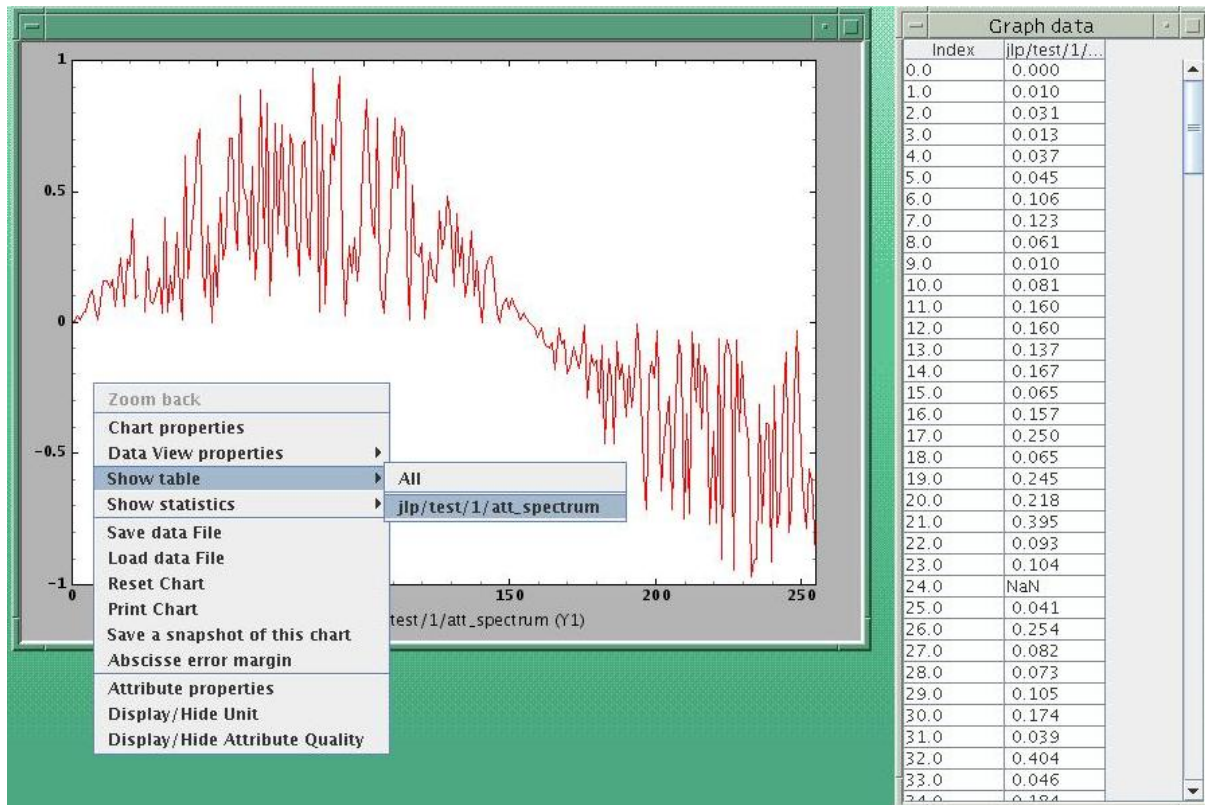 1
0.5
0
-0.5
-1
0
150
200
250
test/1/att_spectrum (Y1)
Zoom back
Chart properties
Data View properties
Show table
Show statistics
Save data File
Load data File
Reset Chart
Print Chart
Save a snapshot of this chart
Abscisse error margin
Attribute properties
Display/Hide Unit
Display/Hide Attribute Quality
All
jlp/test/1/att_spectrum
Graph data
Index jlp/test/1/...
0.0 0.000
1.0 0.010
2.0 0.031
3.0 0.013
4.0 0.037
5.0 0.045
6.0 0.106
7.0 0.123
8.0 0.061
9.0 0.010
10.0 0.081
11.0 0.160
12.0 0.160
13.0 0.137
14.0 0.167
15.0 0.065
16.0 0.157
17.0 0.250
18.0 0.065
19.0 0.245
20.0 0.218
21.0 0.395
22.0 0.093
23.0 0.104
24.0 NaN
25.0 0.041
26.0 0.254
27.0 0.082
28.0 0.073
29.0 0.105
30.0 0.174
31.0 0.039
32.0 0.404
33.0 0.046
34.0 0.184